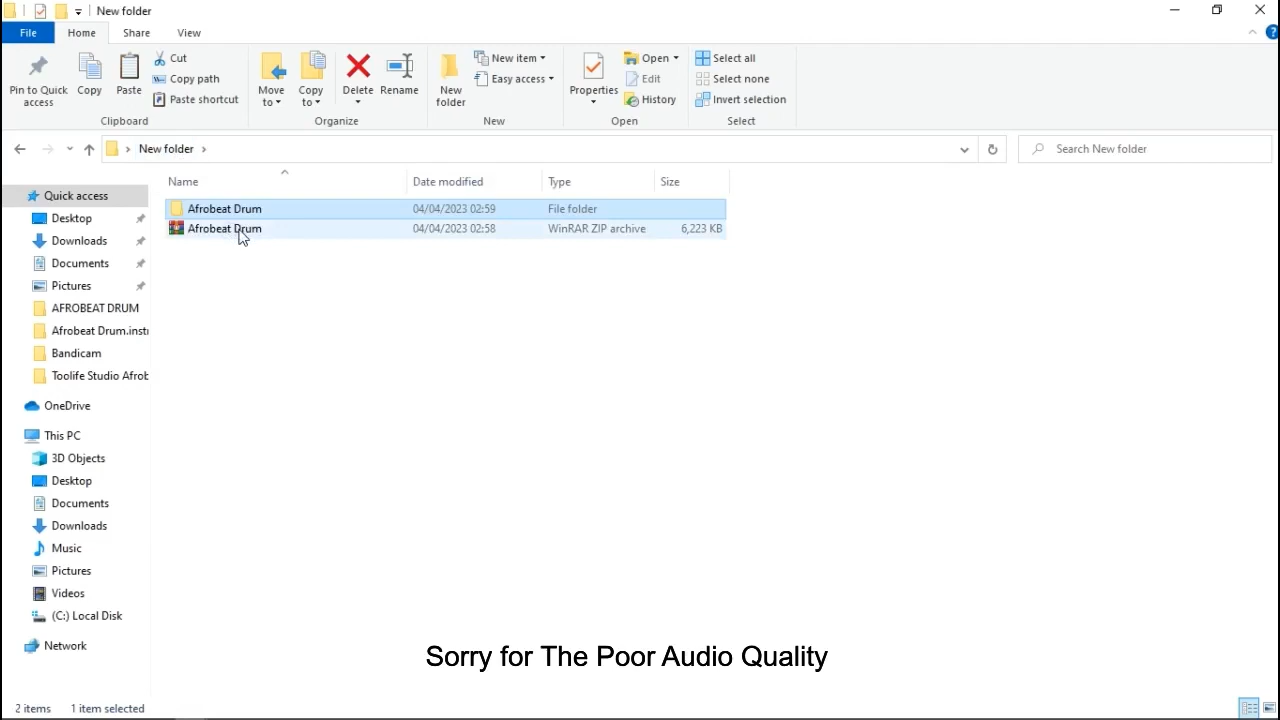 New folder
File Home Share View
Pin to Quick access
Copy
Paste
Cut
Copy path
Paste shortcut
Clipboard
Move to
Copy to
Delete
Rename
Organize
New folder
New item
Easy access
New
Properties
Open
Edit
History
Open
Select all
Select none
Invert selection
Select
New folder
Search New folder
Name Date modified Type Size
Afrobeat Drum 04/04/2023 02:59 File folder
Afrobeat Drum 04/04/2023 02:58 WinRAR ZIP archive 6,223 KB
Quick access
Desktop
Downloads
Documents
Pictures
AFROBEAT DRUM
Afrobeat Drum.inst
Bandicam
Toolife Studio Afrob
OneDrive
This PC
3D Objects
Desktop
Documents
Downloads
Music
Pictures
Videos
(C:) Local Disk
Network
Sorry for The Poor Audio Quality
2 items 1 item selected